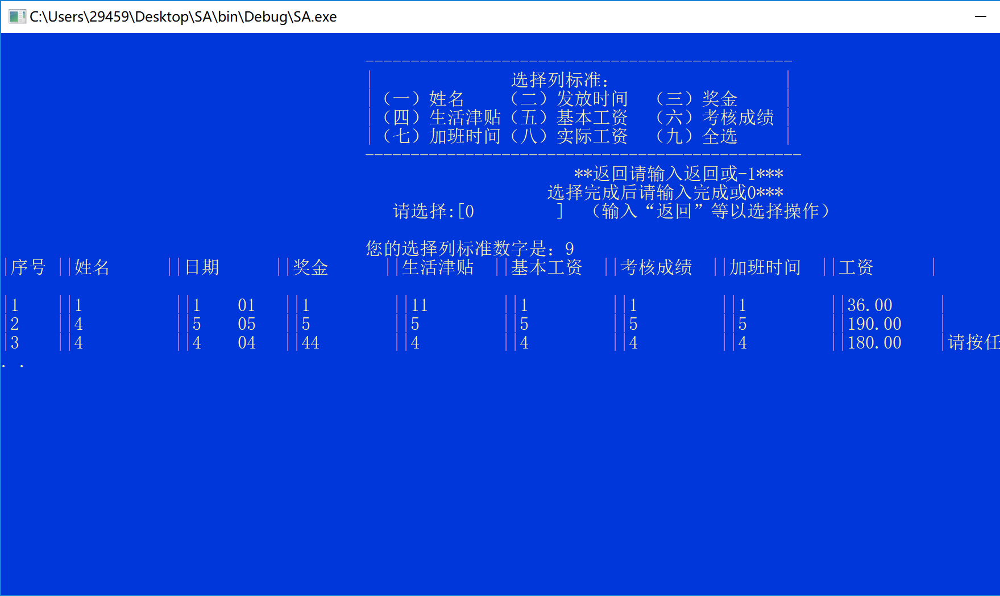 C:\Users\29459\Desktop\SA\bin\Debug\SA.exe
-----------------------------------------------
| 选择列标准： |
| （一）姓名 （二）发放时间 （三）奖金 |
| （四）生活津贴（五）基本工资 （六）考核成绩 |
| （七）加班时间（八）实际工资 （九）全选 |
------------------------------------------------
**返回请输入返回或-1***
选择完成后请输入完成或0***
请选择:[0 ] （输入“返回”等以选择操作）
您的选择列标准数字是：9
|序号 ||姓名 ||日期 ||奖金 ||生活津贴 ||基本工资 ||考核成绩 ||加班时间 ||工资 |
|1 ||1 ||1 01 ||1 ||11 ||1 ||1 ||1 ||36.00 |
|2 ||4 ||5 05 ||5 ||5 ||5 ||5 ||5 ||190.00 |
|3 ||4 ||4 04 ||44 ||4 ||4 ||4 ||4 ||180.00 |请按任
. .